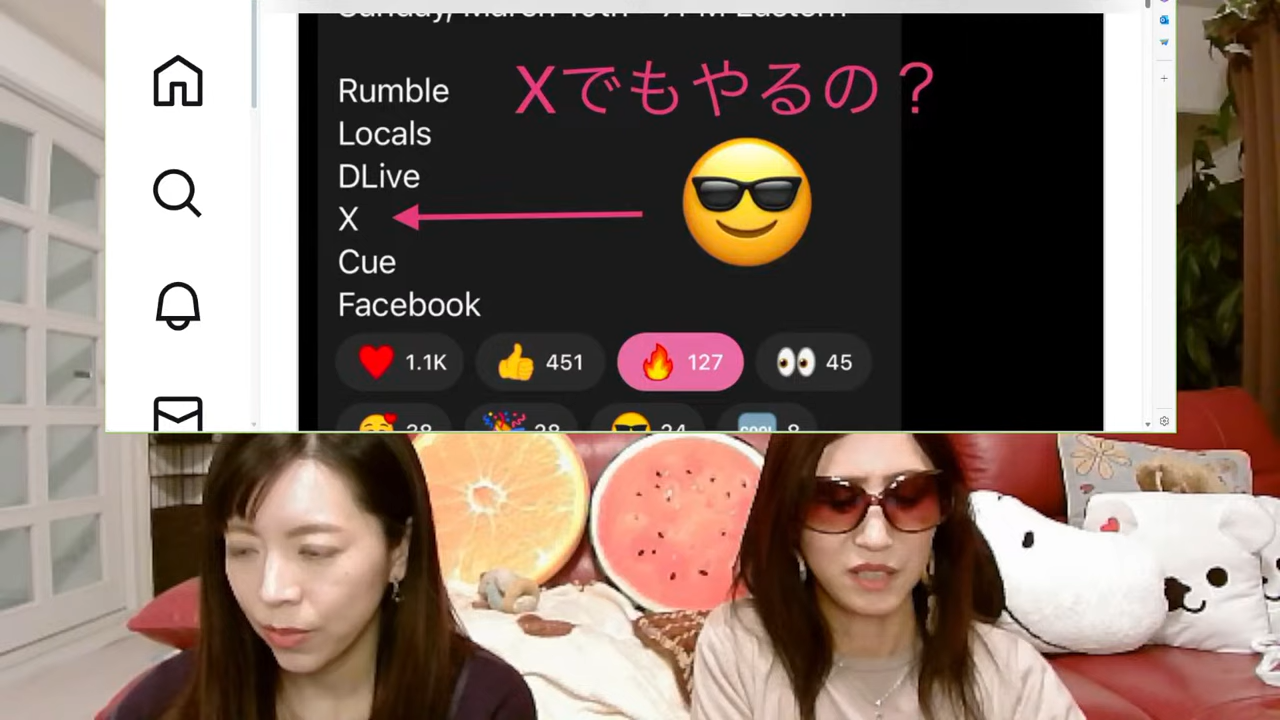 Xでもやるの？
Rumble
Locals
DLive
X
Cue
Facebook
1.1K 451 127 45